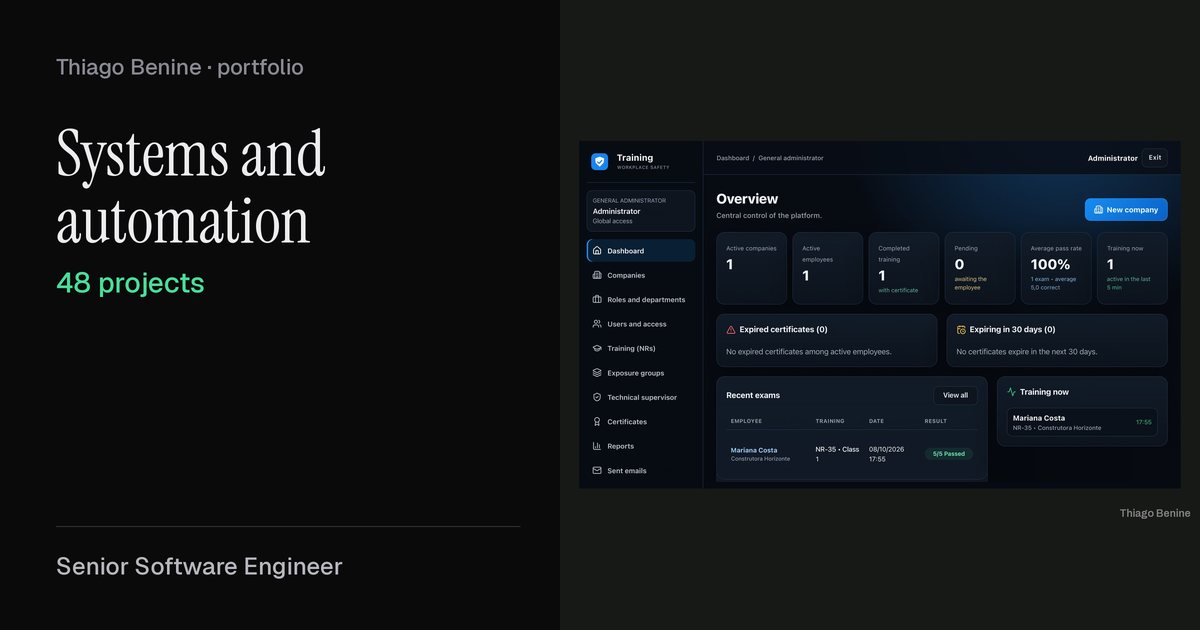 Thiago Benine · portfolio
Systems and
automation
48 projects
Senior Software Engineer
Training
WORKPLACE SAFETY
GENERAL ADMINISTRATOR
Administrator
Global access
Dashboard
Companies
Roles and departments
Users and access
Training (NRs)
Exposure groups
Technical supervisor
Certificates
Reports
Sent emails
Dashboard / General administrator
Administrator
Exit
Overview
Central control of the platform.
New company
Active companies
1
Active
employees
1
Completed
training
1
with certificate
Pending
0
awaiting the
employee
Average pass rate
100%
1 exam • average
5,0 correct
Training now
1
active in the last
5 min
Expired certificates (0)
No expired certificates among active employees.
Expiring in 30 days (0)
No certificates expire in the next 30 days.
Recent exams
View all
EMPLOYEE TRAINING DATE RESULT
Mariana Costa
Construtora Horizonte
NR-35 • Class
1
08/10/2026
17:55
5/5 Passed
Training now
Mariana Costa
NR-35 • Construtora Horizonte
17:55
Thiago Benine